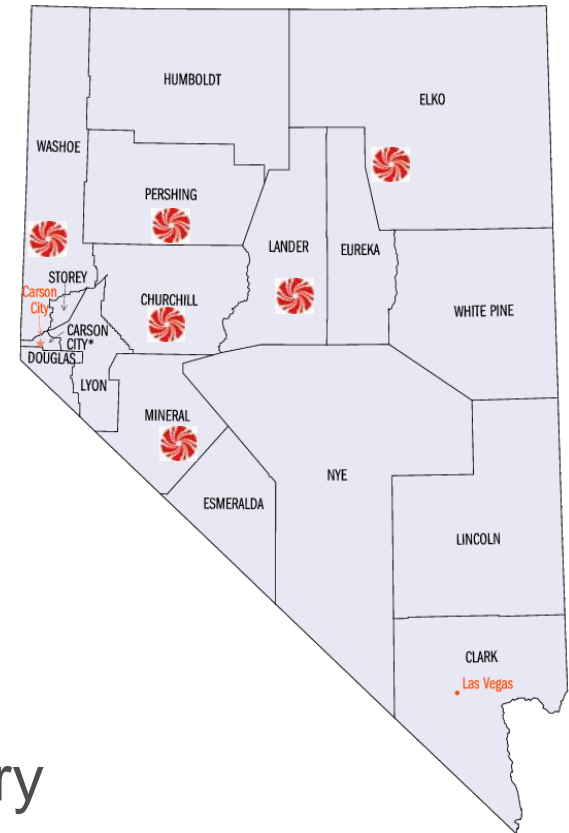 HUMBOLDT
ELKO
WASHOE
PERSHING
LANDER
EUREKA
STOREY
Carson
City
CHURCHILL
WHITE PINE
CARSON
CITY*
DOUGLAS
LYON
MINERAL
NYE
ESMERALDA
LINCOLN
CLARK
Las Vegas
ry